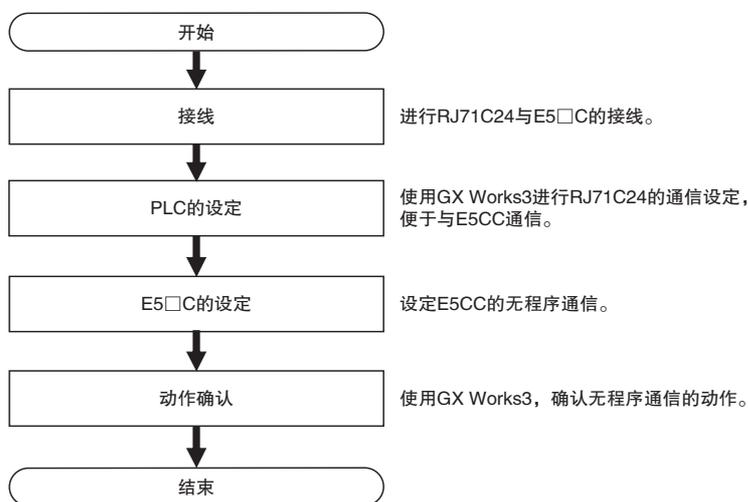 开始
接线
进行RJ71C24与E5□C的接线。
PLC的设定
使用GX Works3进行RJ71C24的通信设定，
便于与E5CC通信。
E5□C的设定
设定E5CC的无程序通信。
动作确认
使用GX Works3，确认无程序通信的动作。
结束